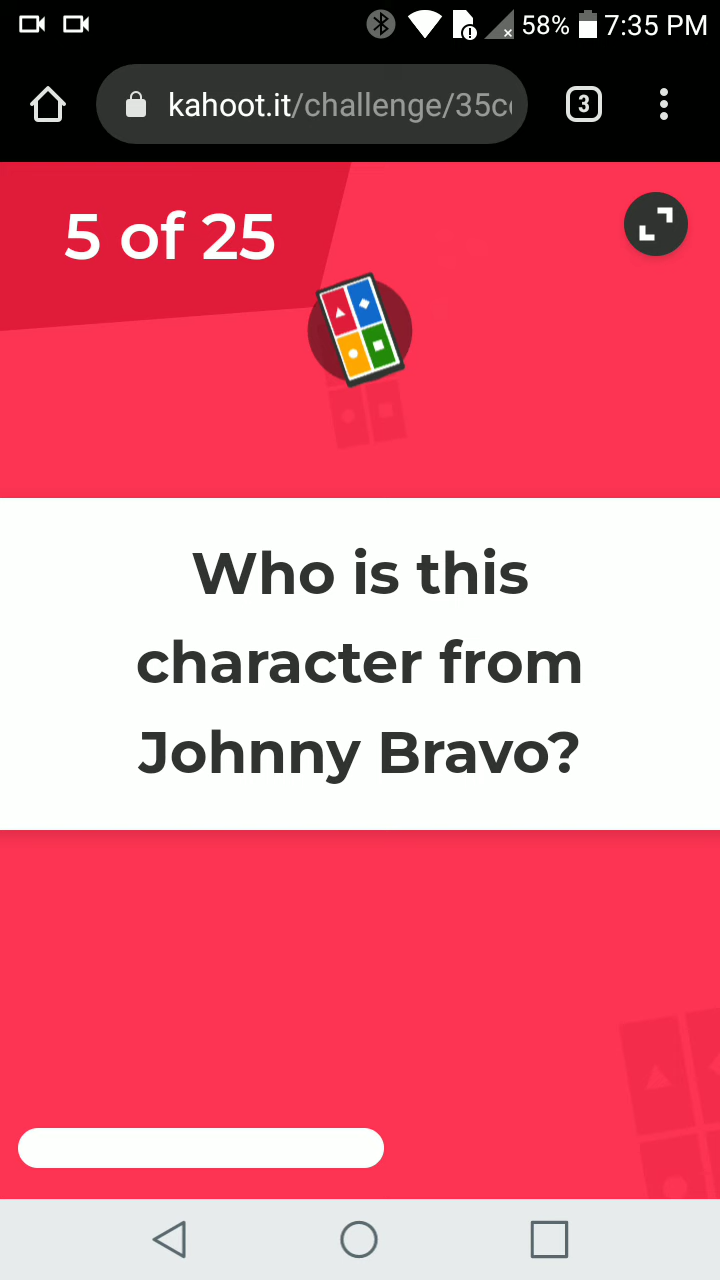 58% 7:35 PM
kahoot.it/challenge/35c
3
5 of 25
Who is this
character from
Johnny Bravo?